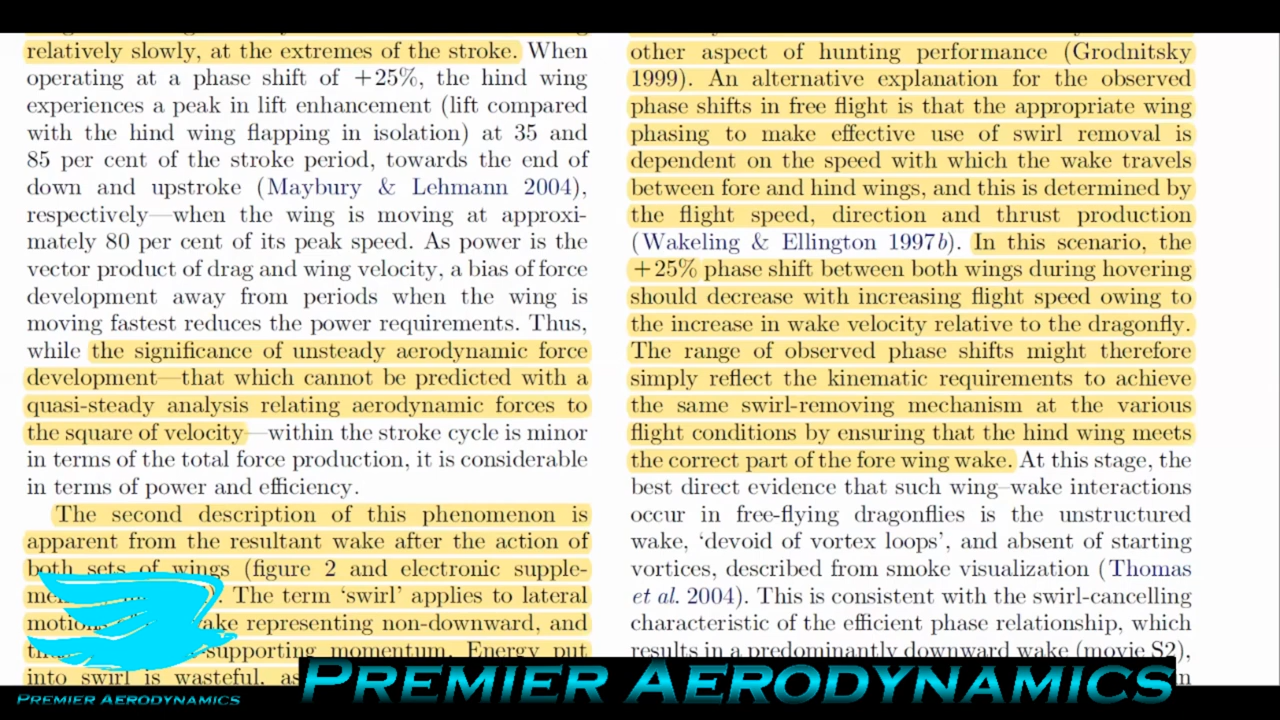 relatively slowly, at the extremes of the stroke. When
operating at a phase shift of +25%, the hind wing
experiences a peak in lift enhancement (lift compared
with the hind wing flapping in isolation) at 35 and
85 per cent of the stroke period, towards the end of
down and upstroke (Maybury & Lehmann 2004),
respectively—when the wing is moving at approxi-
mately 80 per cent of its peak speed. As power is the
vector product of drag and wing velocity, a bias of force
development away from periods when the wing is
moving fastest reduces the power requirements. Thus,
while the significance of unsteady aerodynamic force
development—that which cannot be predicted with a
quasi-steady analysis relating aerodynamic forces to
the square of velocity—within the stroke cycle is minor
in terms of the total force production, it is considerable
in terms of power and efficiency.
The second description of this phenomenon is
apparent from the resultant wake after the action of
both sets of wings (figure 2 and electronic supple-
The term ‘swirl’ applies to lateral
representing non-downward, and
supporting momentum. Energy put
into swirl is wasteful, as
other aspect of hunting performance (Grodnitsky
1999). An alternative explanation for the observed
phase shifts in free flight is that the appropriate wing
phasing to make effective use of swirl removal is
dependent on the speed with which the wake travels
between fore and hind wings, and this is determined by
the flight speed, direction and thrust production
(Wakeling & Ellington 1997b). In this scenario, the
+25% phase shift between both wings during hovering
should decrease with increasing flight speed owing to
the increase in wake velocity relative to the dragonfly.
The range of observed phase shifts might therefore
simply reflect the kinematic requirements to achieve
the same swirl-removing mechanism at the various
flight conditions by ensuring that the hind wing meets
the correct part of the fore wing wake. At this stage, the
best direct evidence that such wing–wake interactions
occur in free-flying dragonflies is the unstructured
wake, ‘devoid of vortex loops’, and absent of starting
vortices, described from smoke visualization (Thomas
et al. 2004). This is consistent with the swirl-cancelling
characteristic of the efficient phase relationship, which
results in a predominantly downward wake (movie S2),
in
PREMIER AERODYNAMICS
PREMIER AERODYNAMICS